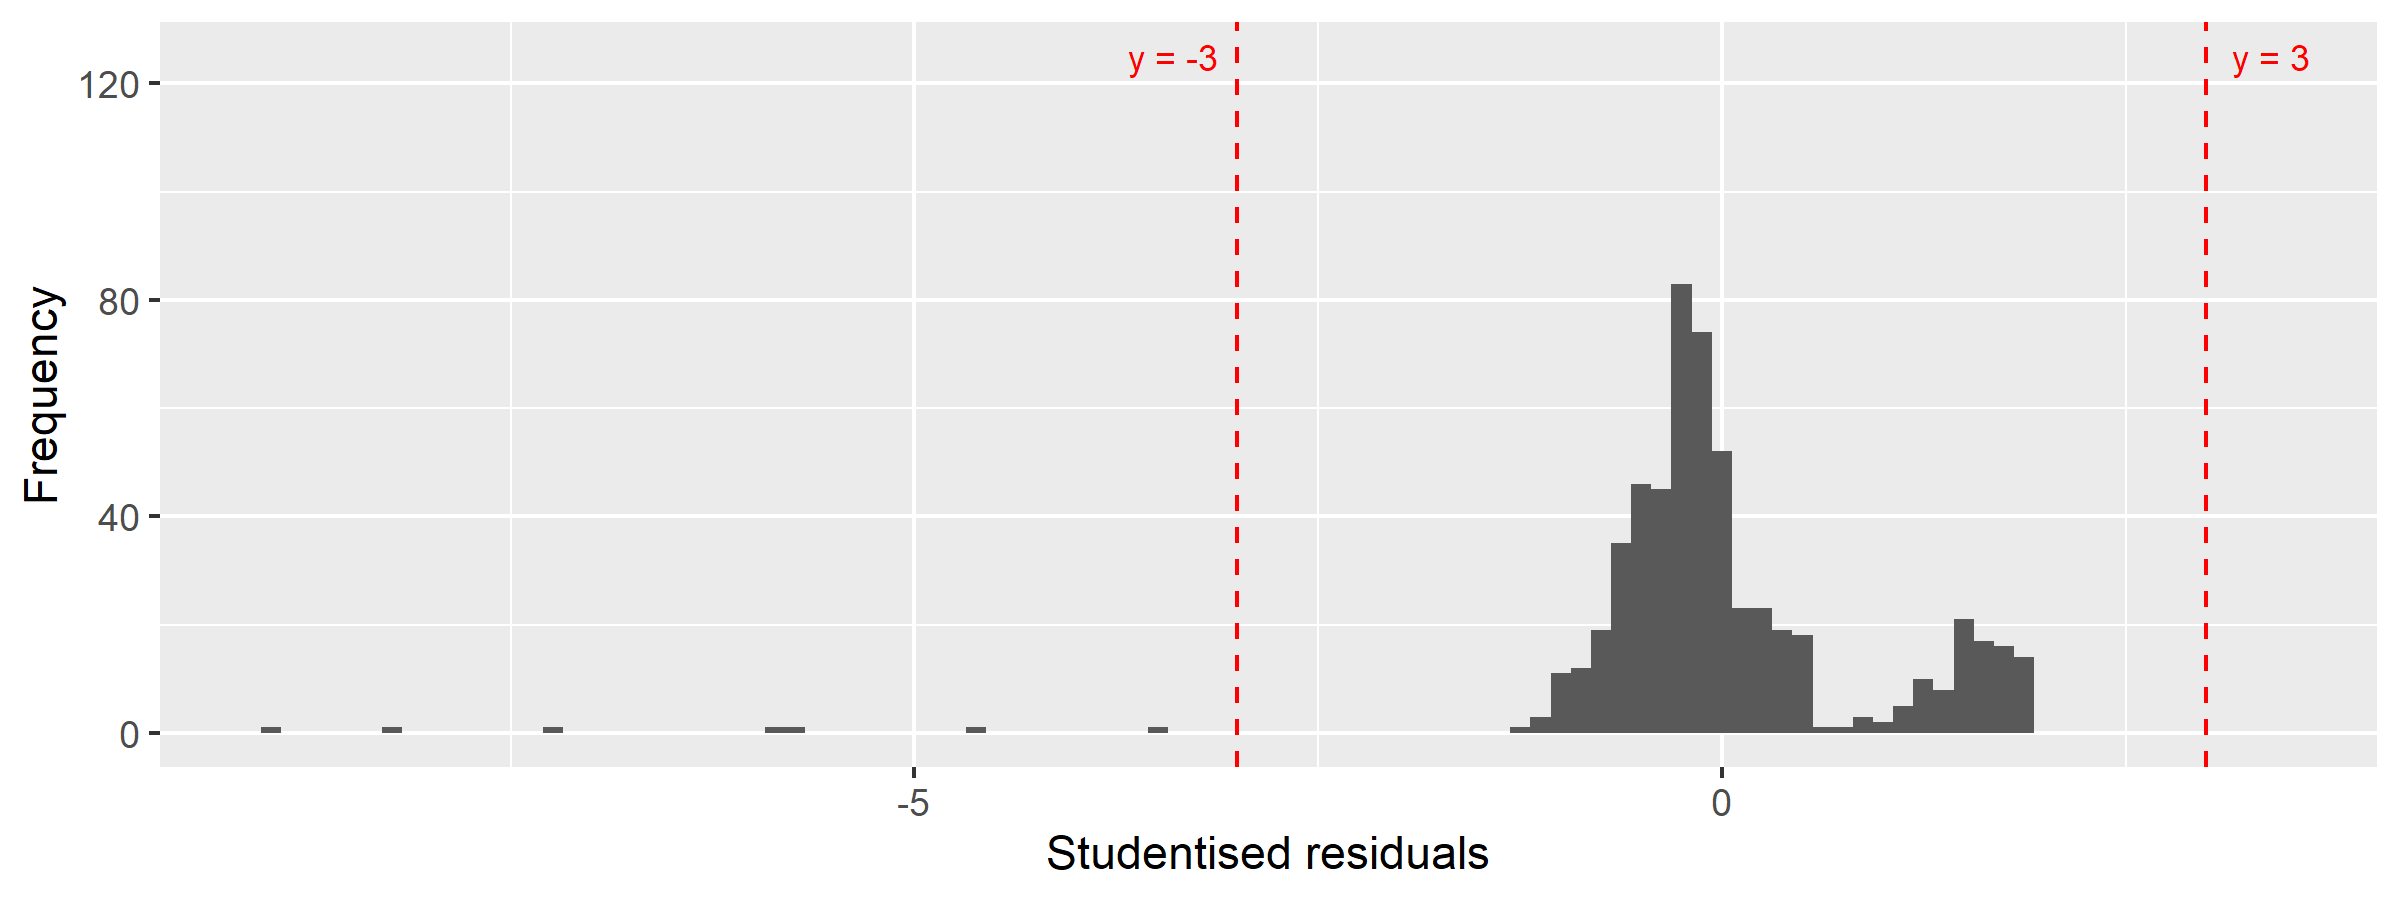 y = -3
y = 3
120
80
40
0
Frequency
-5
0
Studentised residuals